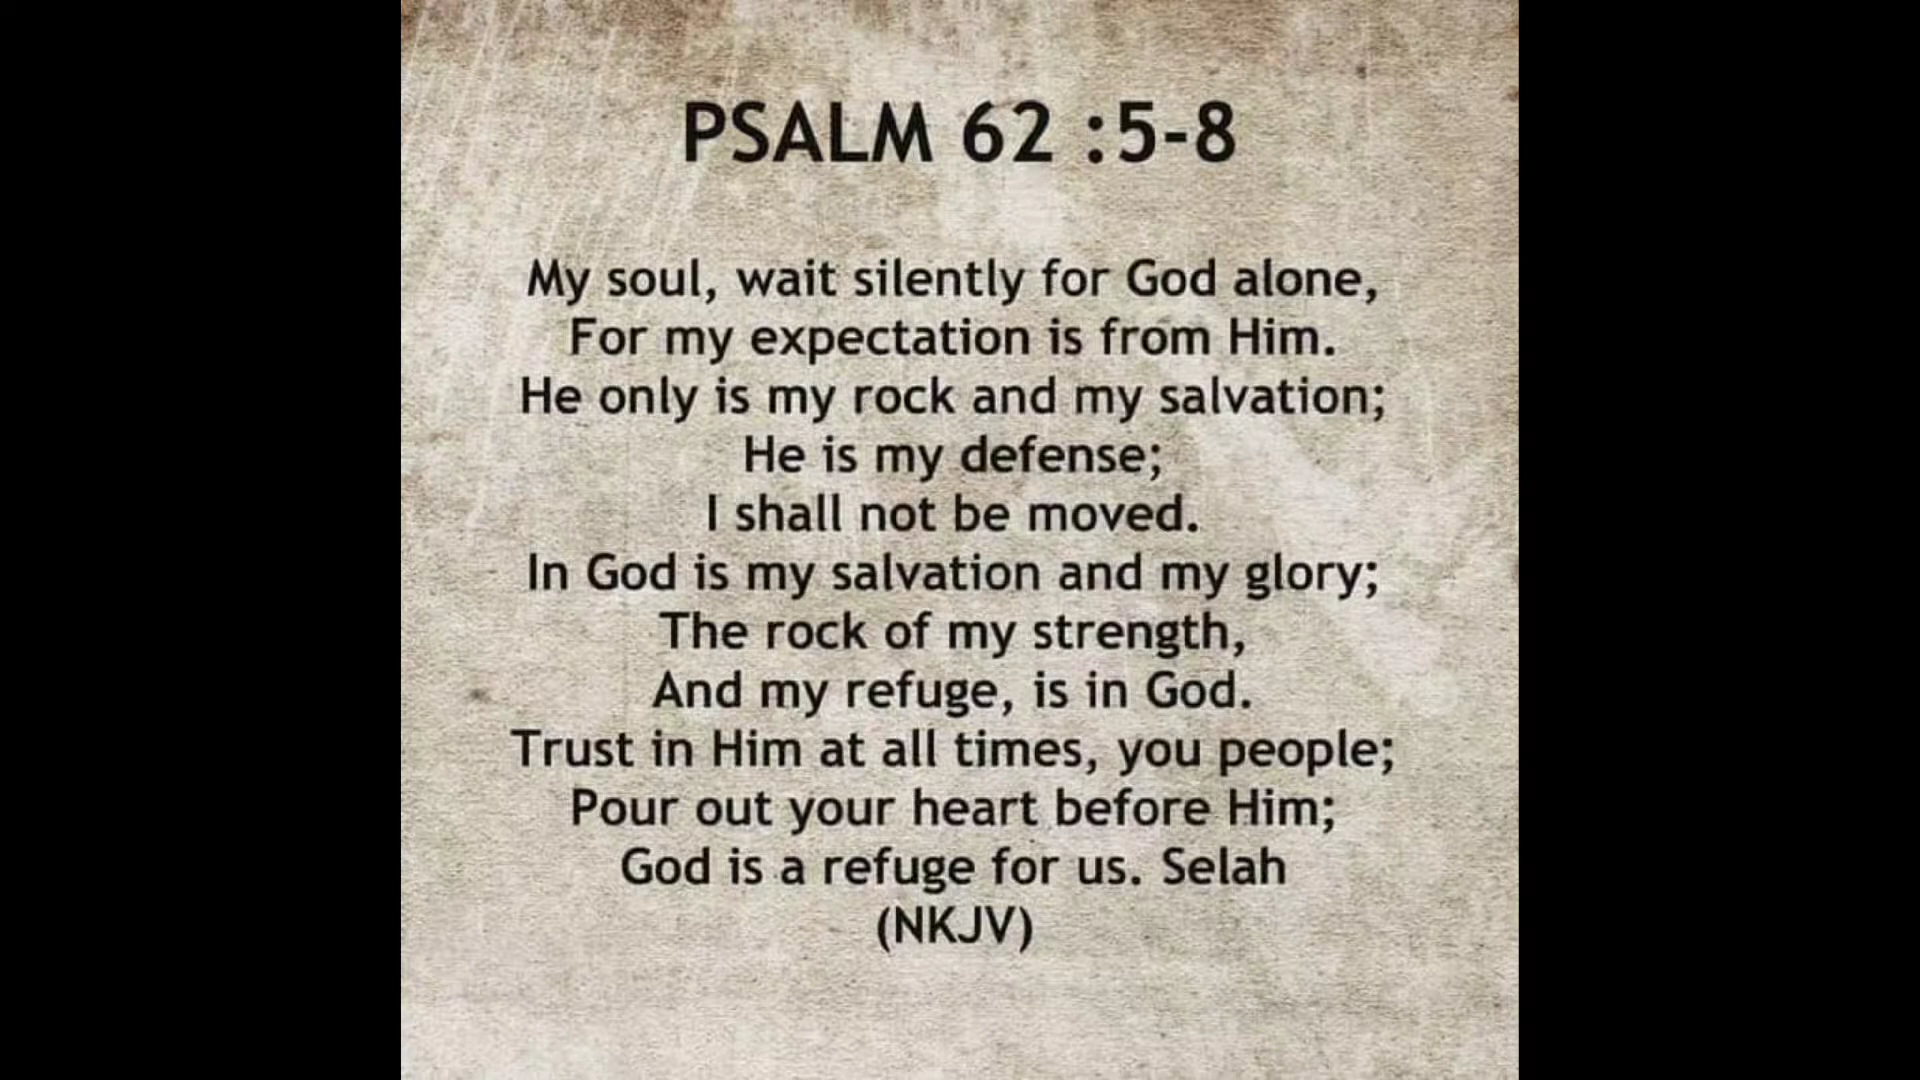 PSALM 62 :5-8
My soul, wait silently for God alone,
For my expectation is from Him.
He only is my rock and my salvation;
He is my defense;
I shall not be moved.
In God is my salvation and my glory;
The rock of my strength,
And my refuge, is in God.
Trust in Him at all times, you people;
Pour out your heart before Him;
God is a refuge for us. Selah
(NKJV)